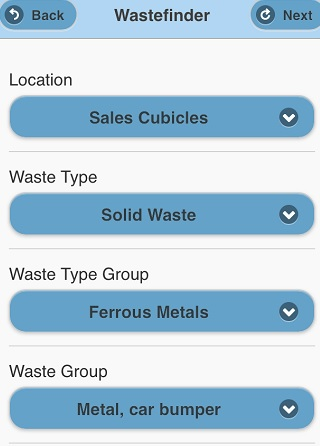 Back Wastefinder Next
Location
Sales Cubicles
Waste Type
Solid Waste
Waste Type Group
Ferrous Metals
Waste Group
Metal, car bumper